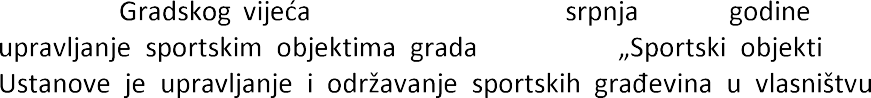 Gradskog vijeća srpnja godine
upravljanje sportskim objektima grada „Sportski objekti
Ustanove je upravljanje i održavanje sportskih građevina u vlasništvu